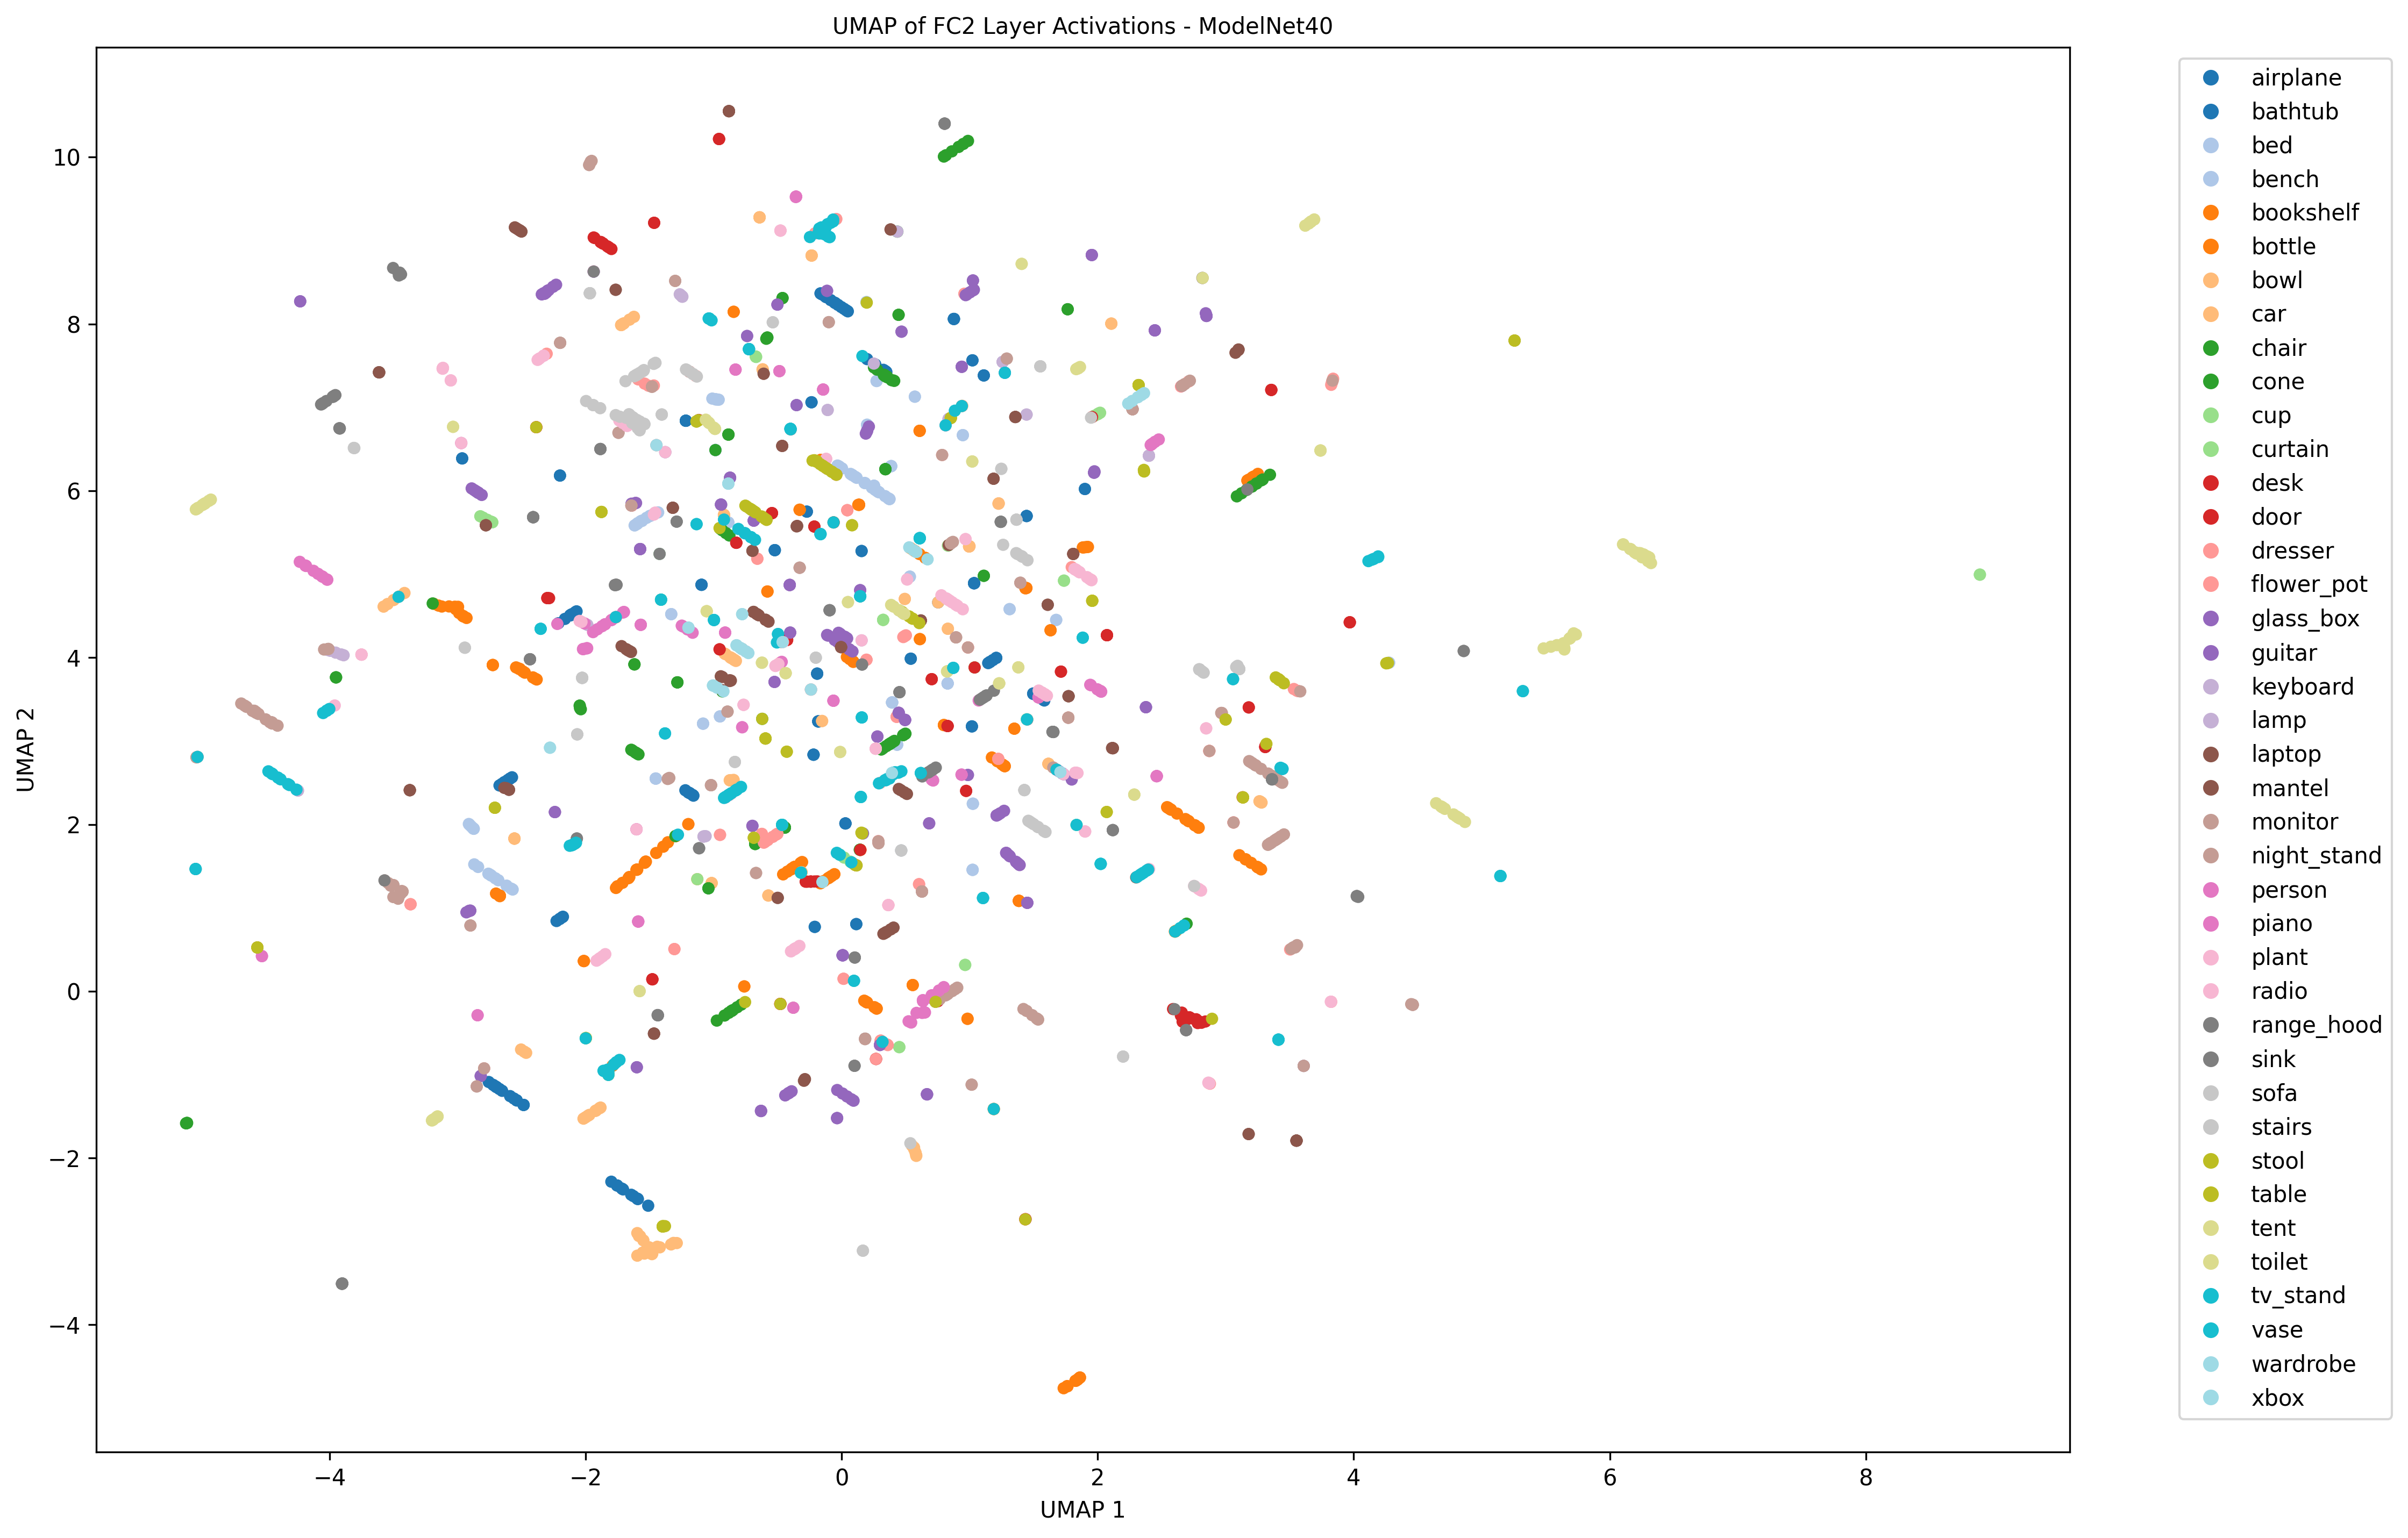 UMAP of FC2 Layer Activations - ModelNet40
10
8
6
4
2
0
−2
−4
UMAP 2
−4
−2
0
2
4
6
8
UMAP 1
airplane
bathtub
bed
bench
bookshelf
bottle
bowl
car
chair
cone
cup
curtain
desk
door
dresser
flower_pot
glass_box
guitar
keyboard
lamp
laptop
mantel
monitor
night_stand
person
piano
plant
radio
range_hood
sink
sofa
stairs
stool
table
tent
toilet
tv_stand
vase
wardrobe
xbox